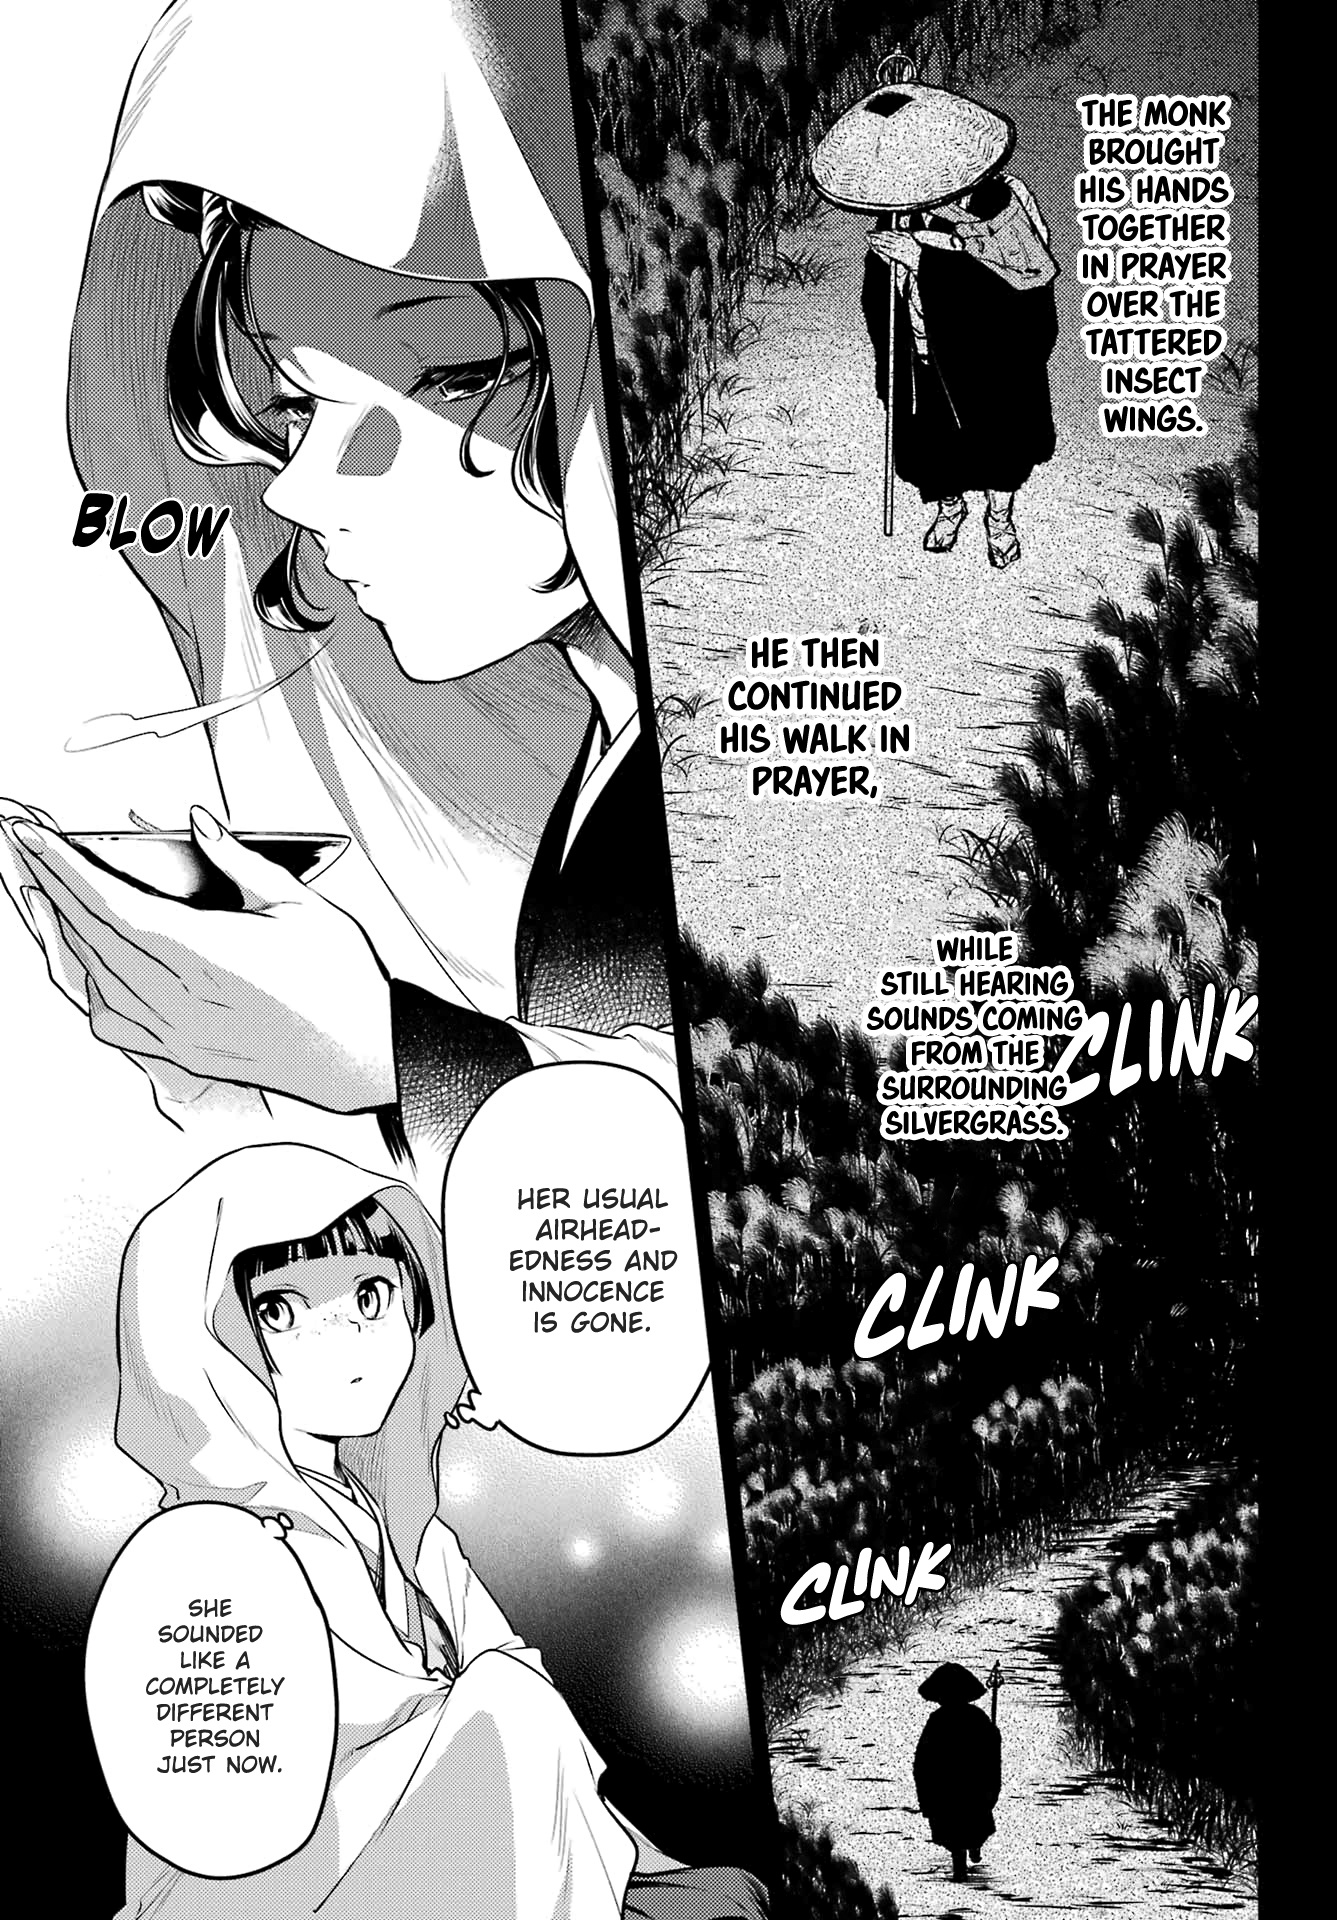 THE MONK
BROUGHT
HIS HANDS
TOGETHER
IN PRAYER
OVER THE
TATTERED
INSECT
WINGS.
HE THEN
CONTINUED
HIS WALK IN
PRAYER,
WHILE
STILL HEARING
SOUNDS COMING
FROM THE
SURROUNDING
SILVERGRASS.
CLINK
CLINK
CLINK
BLOW
HER USUAL
AIRHEAD-
EDNESS AND
INNOCENCE
IS GONE.
SHE
SOUNDED
LIKE A
COMPLETELY
DIFFERENT
PERSON
JUST NOW.